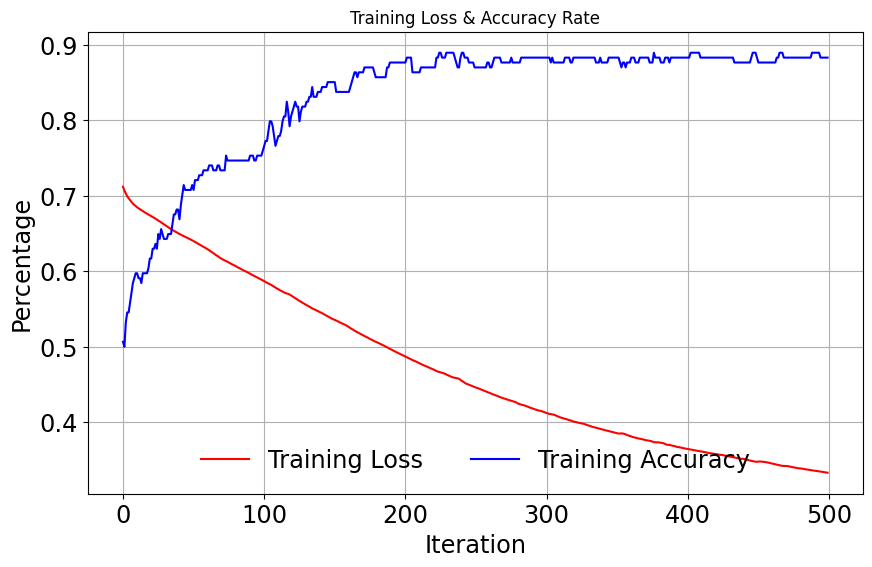 Training Loss & Accuracy Rate
0.9
0.8
0.7
0.6
0.5
0.4
Percentage
Training Loss
Training Accuracy
0
100
200
300
400
500
Iteration